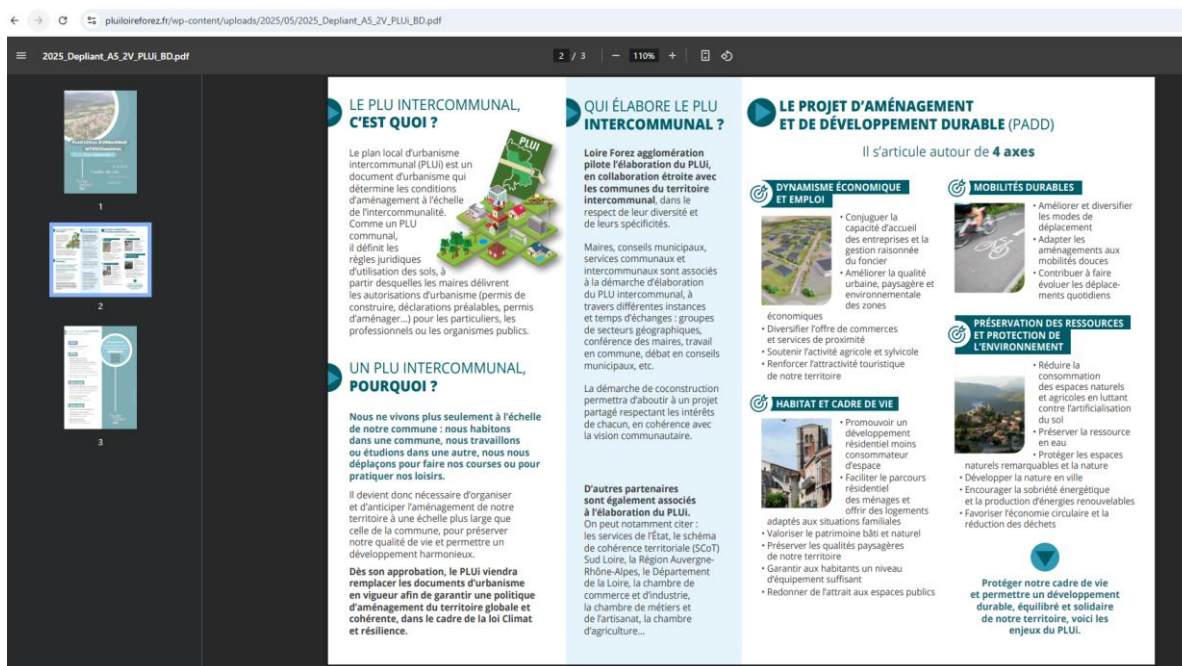 pluiloireforez.fr/wp-content/uploads/2025/05/2025_Depliant_A5_2V_PLUi_BD.pdf
2025_Depliant_A5_2V_PLUi_BD.pdf
2 / 3
110%
1
2
3
LE PLU INTERCOMMUNAL,
C'EST QUOI ?
Le plan local d'urbanisme
intercommunal (PLUi) est un
document d'urbanisme qui
détermine les conditions
d'aménagement à l'échelle
de l'intercommunalité.
Comme un PLU
communal,
il définit les
règles juridiques
d'utilisation des sols, à
partir desquelles les maires délivrent
les autorisations d'urbanisme (permis de
construire, déclarations préalables, permis
d'aménager...) pour les particuliers, les
professionnels ou les organismes publics.
PLUI
UN PLU INTERCOMMUNAL,
POURQUOI ?
Nous ne vivons plus seulement à l'échelle
de notre commune : nous habitons
dans une commune, nous travaillons
ou étudions dans une autre, nous nous
déplaçons pour faire nos courses ou pour
pratiquer nos loisirs.
Il devient donc nécessaire d'organiser
et d'anticiper l'aménagement de notre
territoire à une échelle plus large que
celle de la commune, pour préserver
notre qualité de vie et permettre un
développement harmonieux.
Dès son approbation, le PLUi viendra
remplacer les documents d'urbanisme
en vigueur afin de garantir une politique
d'aménagement du territoire globale et
cohérente, dans le cadre de la loi Climat
et résilience.
QUI ÉLABORE LE PLU
INTERCOMMUNAL ?
Loire Forez agglomération
pilote l'élaboration du PLUi,
en collaboration étroite avec
les communes du territoire
intercommunal, dans le
respect de leur diversité et
de leurs spécificités.
Maires, conseils municipaux,
services communaux et
intercommunaux sont associés
à la démarche d'élaboration
du PLU intercommunal, à
travers différentes instances
et temps d'échanges : groupes
de secteurs géographiques,
conférence des maires, travail
en commune, débat en conseils
municipaux, etc.
La démarche de coconstruction
permettra d'aboutir à un projet
partagé respectant les intérêts
de chacun, en cohérence avec
la vision communautaire.
D'autres partenaires
sont également associés
à l'élaboration du PLUi.
On peut notamment citer :
les services de l'État, le schéma
de cohérence territoriale (SCoT)
Sud Loire, la Région Auvergne-
Rhône-Alpes, le Département
de la Loire, la chambre de
commerce et d'industrie,
la chambre de métiers et
de l'artisanat, la chambre
d'agriculture...
LE PROJET D'AMÉNAGEMENT
ET DE DÉVELOPPEMENT DURABLE (PADD)
Il s'articule autour de 4 axes
DYNAMISME ÉCONOMIQUE
ET EMPLOI
• Conjuguer la
capacité d'accueil
des entreprises et la
gestion raisonnée
du foncier
• Améliorer la qualité
urbaine, paysagère et
environnementale
des zones
économiques
• Diversifier l'offre de commerces
et services de proximité
• Soutenir l'activité agricole et sylvicole
• Renforcer l'attractivité touristique
de notre territoire
HABITAT ET CADRE DE VIE
• Promouvoir un
développement
résidentiel moins
consommateur
d'espace
• Faciliter le parcours
résidentiel
des ménages et
offrir des logements
adaptés aux situations familiales
• Valoriser le patrimoine bâti et naturel
• Préserver les qualités paysagères
de notre territoire
• Garantir aux habitants un niveau
d'équipement suffisant
• Redonner de l'attrait aux espaces publics
MOBILITÉS DURABLES
• Améliorer et diversifier
les modes de
déplacement
• Adapter les
aménagements aux
mobilités douces
• Contribuer à faire
évoluer les déplace-
ments quotidiens
PRÉSERVATION DES RESSOURCES
ET PROTECTION DE
L'ENVIRONNEMENT
• Réduire la
consommation
des espaces naturels
et agricoles en luttant
contre l'artificialisation
du sol
• Préserver la ressource
en eau
• Protéger les espaces
naturels remarquables et la nature
• Développer la nature en ville
• Encourager la sobriété énergétique
et la production d'énergies renouvelables
• Favoriser l'économie circulaire et la
réduction des déchets
Protéger notre cadre de vie
et permettre un développement
durable, équilibré et solidaire
de notre territoire, voici les
enjeux du PLUi.